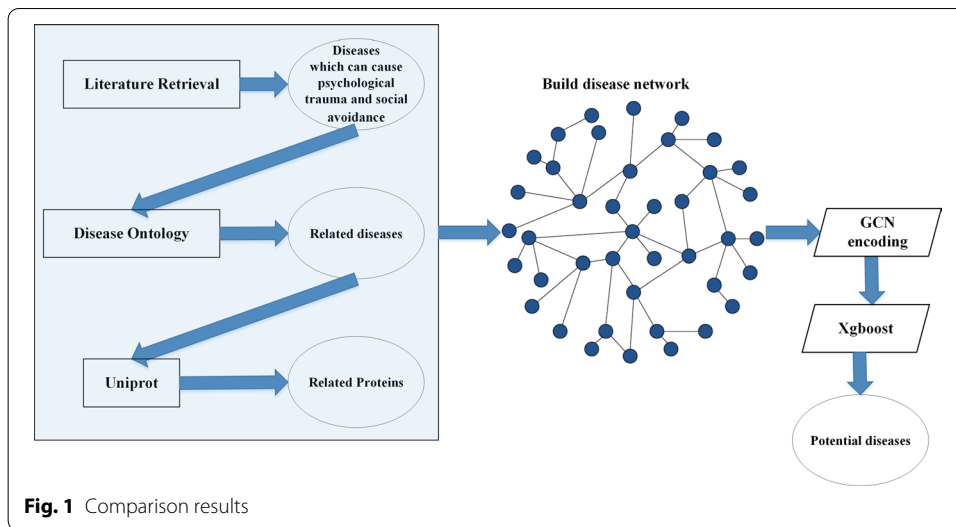 Literature Retrieval
Diseases
which can cause
psychological
trauma and social
avoidance
Disease Ontology
Related diseases
Uniprot
Related Proteins
Build disease network
GCN
encoding
Xgboost
Potential diseases
Fig. 1 Comparison results